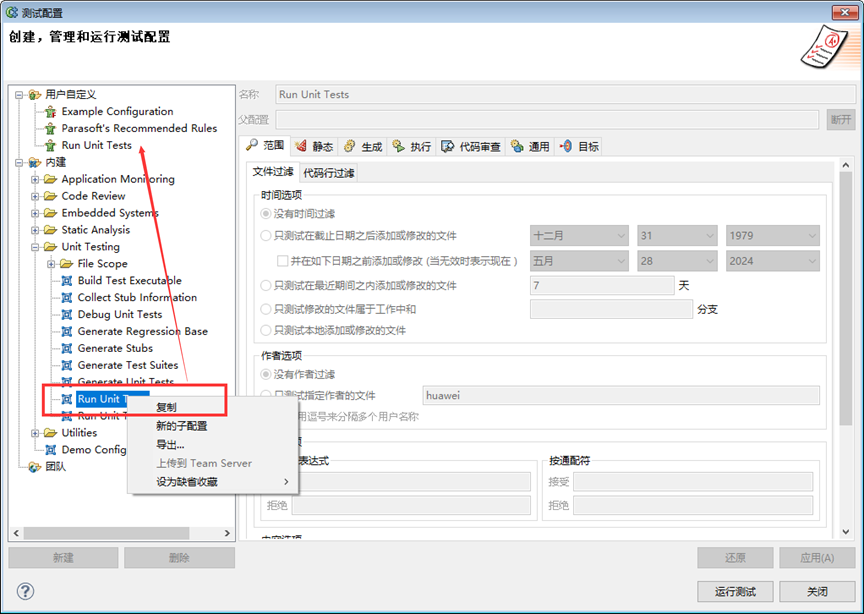 测试配置
创建，管理和运行测试配置
用户自定义
Example Configuration
Parasoft's Recommended Rules
Run Unit Tests
内建
Application Monitoring
Code Review
Embedded Systems
Static Analysis
Unit Testing
File Scope
Build Test Executable
Collect Stub Information
Debug Unit Tests
Generate Regression Base
Generate Stubs
Generate Test Suites
Generate Unit Tests
Run Unit T
Run Unit T
Utilities
Demo Config
团队
复制
新的子配置
导出...
上传到 Team Server
设为缺省收藏
新建
删除
名称
Run Unit Tests
父配置
断开
范围 静态 生成 执行 代码审查 通用 目标
文件过滤 代码行过滤
时间选项
没有时间过滤
只测试在截止日期之后添加或修改的文件 十二月 31 1979
并在如下日期之前添加或修改 (当无效时表示现在 ) 五月 28 2024
只测试在最近期间之内添加或修改的文件 7 天
只测试修改的文件属于工作中和 分支
只测试本地添加或修改的文件
作者选项
没有作者过滤
只测试指定作者的文件 huawei
用逗号来分隔多个用户名称
项
表达式
拒绝
按通配符
接受
拒绝
内容选项
还原 应用(A)
运行测试 关闭